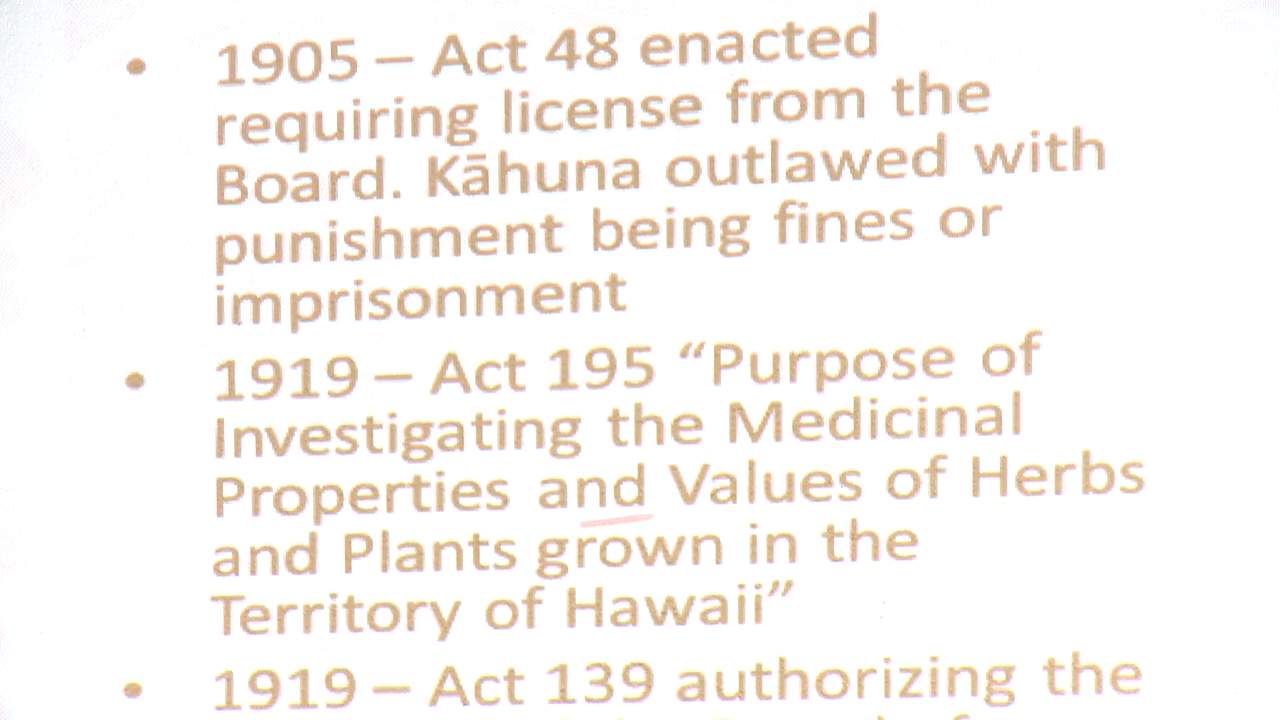 • 1905 – Act 48 enacted
requiring license from the
Board. Kāhuna outlawed with
punishment being fines or
imprisonment
• 1919 – Act 195 “Purpose of
Investigating the Medicinal
Properties and Values of Herbs
and Plants grown in the
Territory of Hawaii”
• 1919 – Act 139 authorizing the